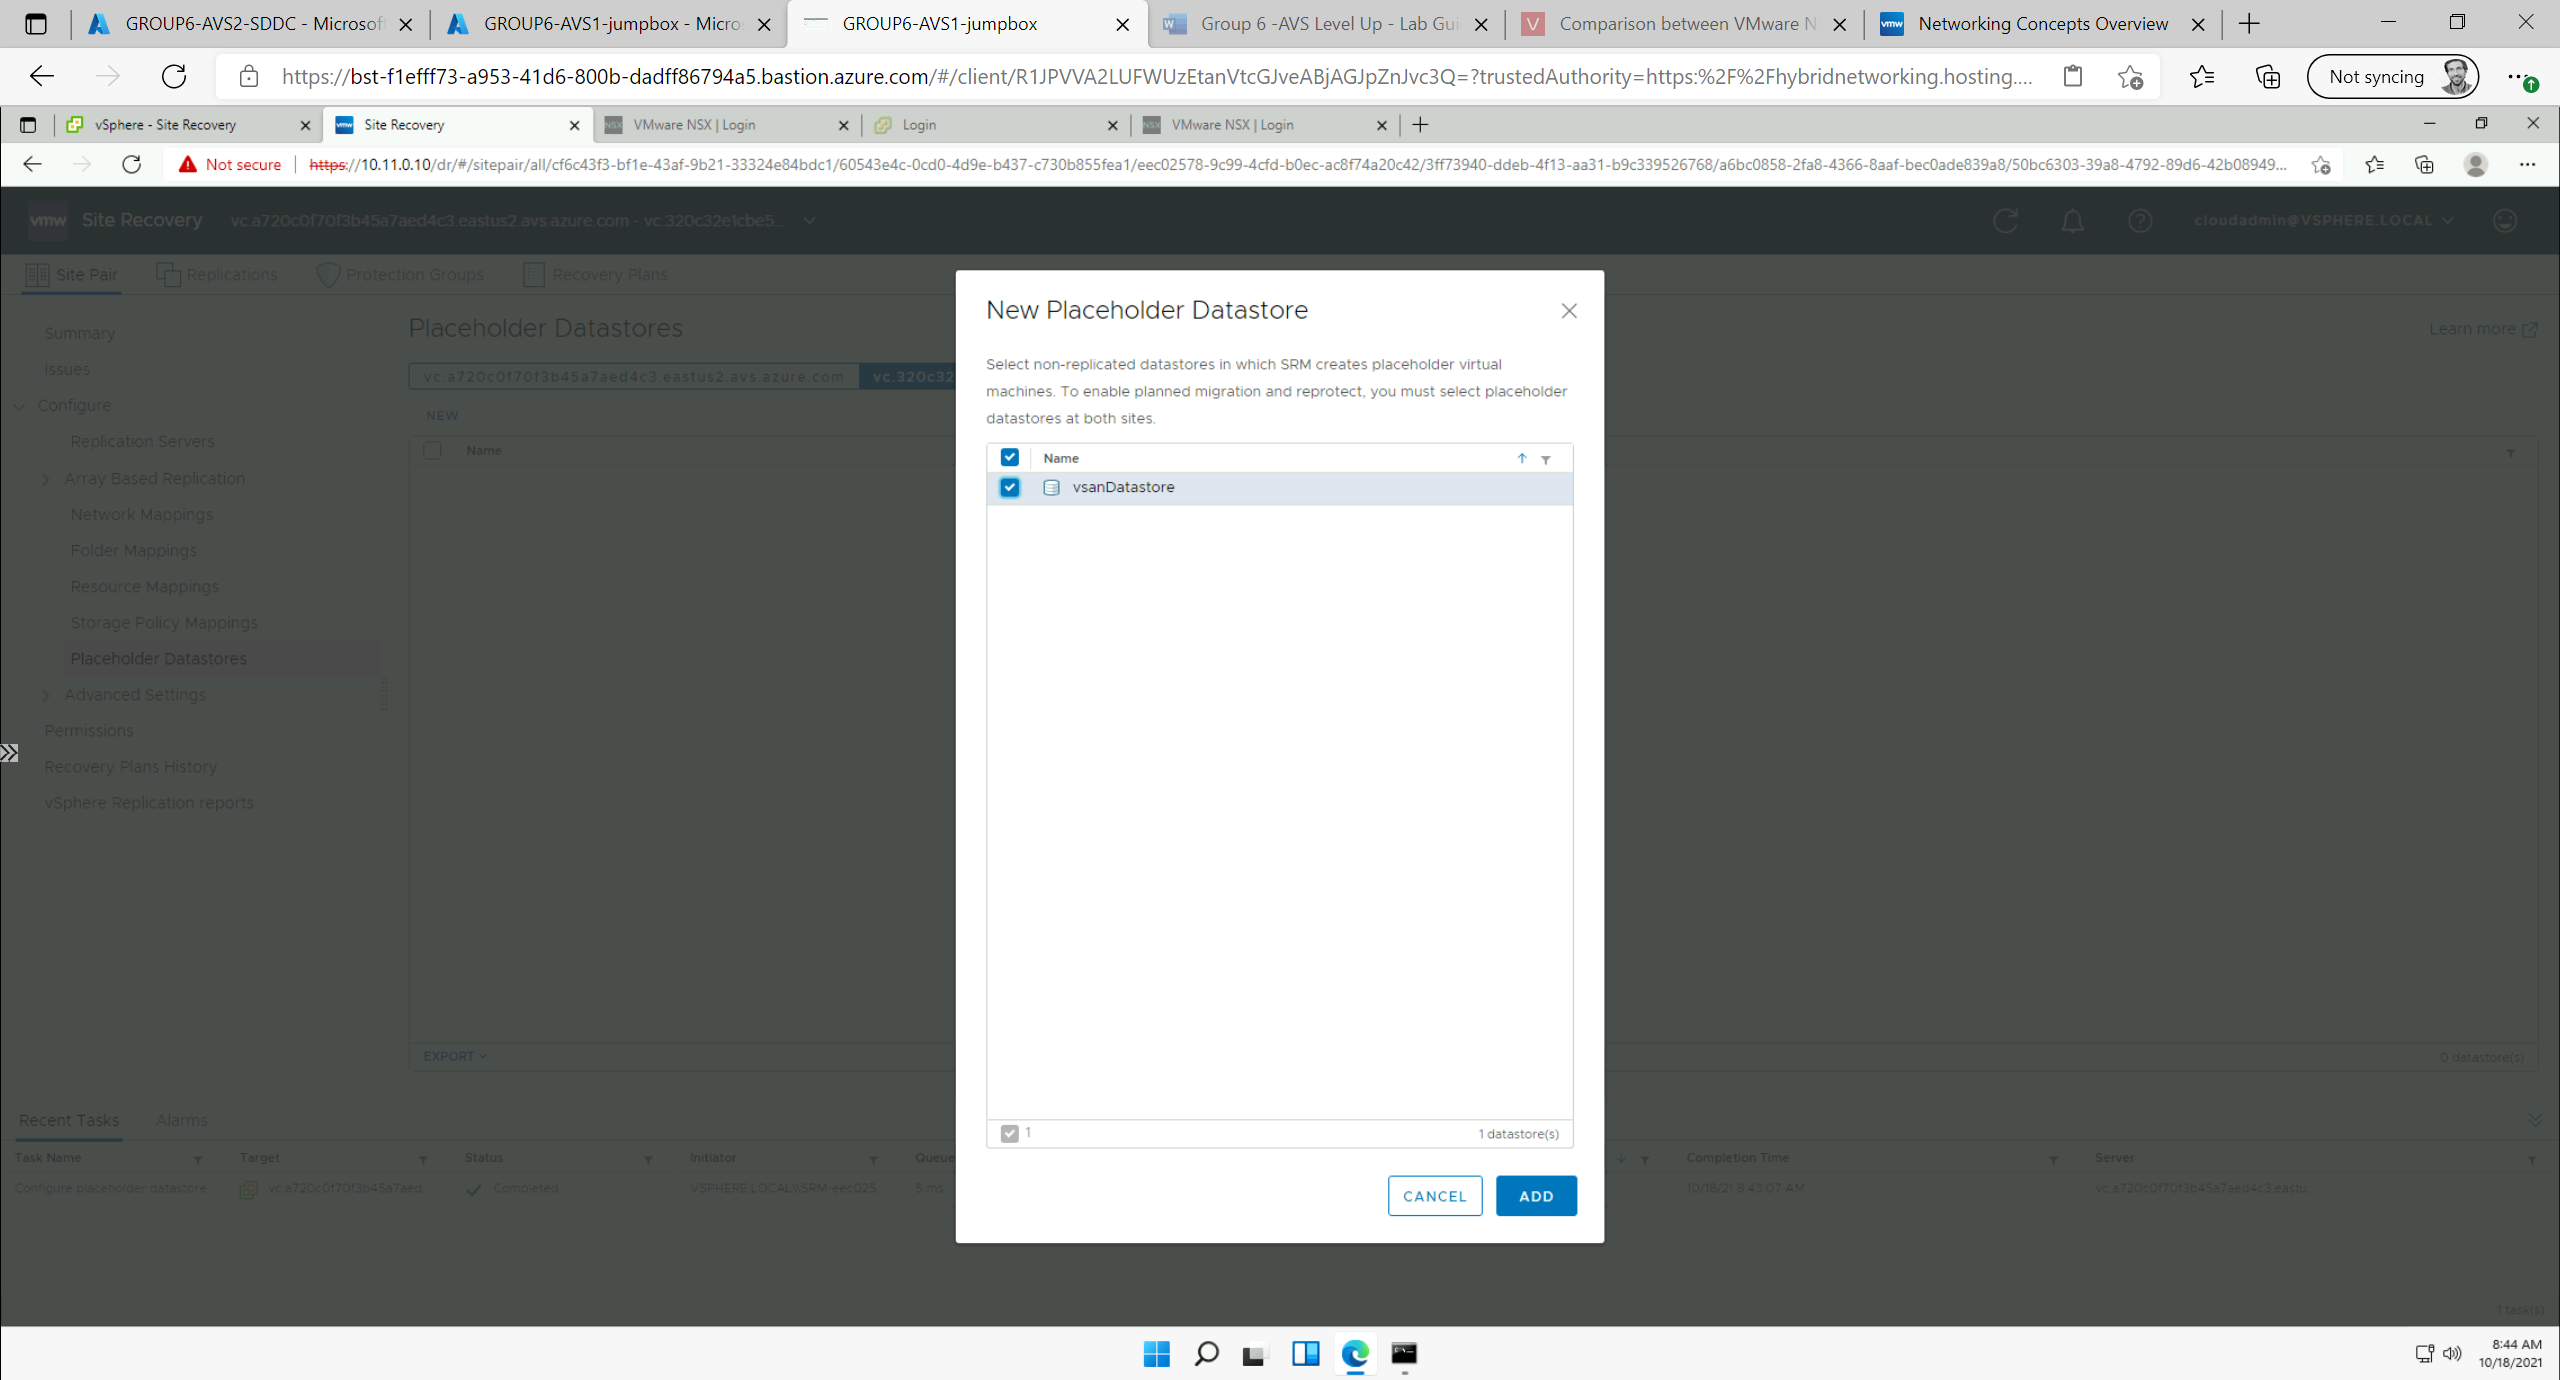 GROUP6-AVS2-SDDC - Microsoft
GROUP6-AVS1-jumpbox - Micros
GROUP6-AVS1-jumpbox
Group 6 -AVS Level Up - Lab Gui
Comparison between VMware N
vmw
Networking Concepts Overview
https://bst-f1efff73-a953-41d6-800b-dadff86794a5.bastion.azure.com/#/client/R1JPVVA2LUFWUzEtanVtcGJveABjAGJpZnJvc3Q=?trustedAuthority=https:%2F%2Fhybridnetworking.hosting....
Not syncing
vSphere - Site Recovery
vmw
Site Recovery
NSX
VMware NSX | Login
Login
NSX
VMware NSX | Login
Not secure
https://10.11.0.10/dr/#/sitepair/all/cf6c43f3-bf1e-43af-9b21-33324e84bdc1/60543e4c-0cd0-4d9e-b437-c730b855fea1/eec02578-9c99-4cfd-b0ec-ac8f74a20c42/3ff73940-ddeb-4f13-aa31-b9c339526768/a6bc0858-2fa8-4366-8aaf-bec0ade839a8/50bc6303-39a8-4792-89d6-42b08949...
vmw
Site Recovery
vc.a720c0f70f3b45a7aed4c3.eastus2.avs.azure.com - vc.320c32e1cbe5...
cloudadmin@VSPHERE.LOCAL
Site Pair
Replications
Protection Groups
Recovery Plans
Summary
Issues
Configure
Replication Servers
Array Based Replication
Network Mappings
Folder Mappings
Resource Mappings
Storage Policy Mappings
Placeholder Datastores
Advanced Settings
Permissions
Recovery Plans History
vSphere Replication reports
Placeholder Datastores
Learn more
vc.a720c0f70f3b45a7aed4c3.eastus2.avs.azure.com
vc.320c32
NEW
Name
EXPORT
0 datastore(s)
New Placeholder Datastore
Select non-replicated datastores in which SRM creates placeholder virtual
machines. To enable planned migration and reprotect, you must select placeholder
datastores at both sites.
Name
vsanDatastore
1
1 datastore(s)
CANCEL
ADD
Recent Tasks
Alarms
Task Name
Target
Status
Initiator
Queue
Completion Time
Server
Configure placeholder datastore
vc.a720c0f70f3b45a7aed...
Completed
VSPHERE.LOCAL\\SRM-eec025...
5 ms
10/18/21 8:43:07 AM
vc.a720c0f70f3b45a7aed4c3.eastu...
1 task(s)
8:44 AM
10/18/2021